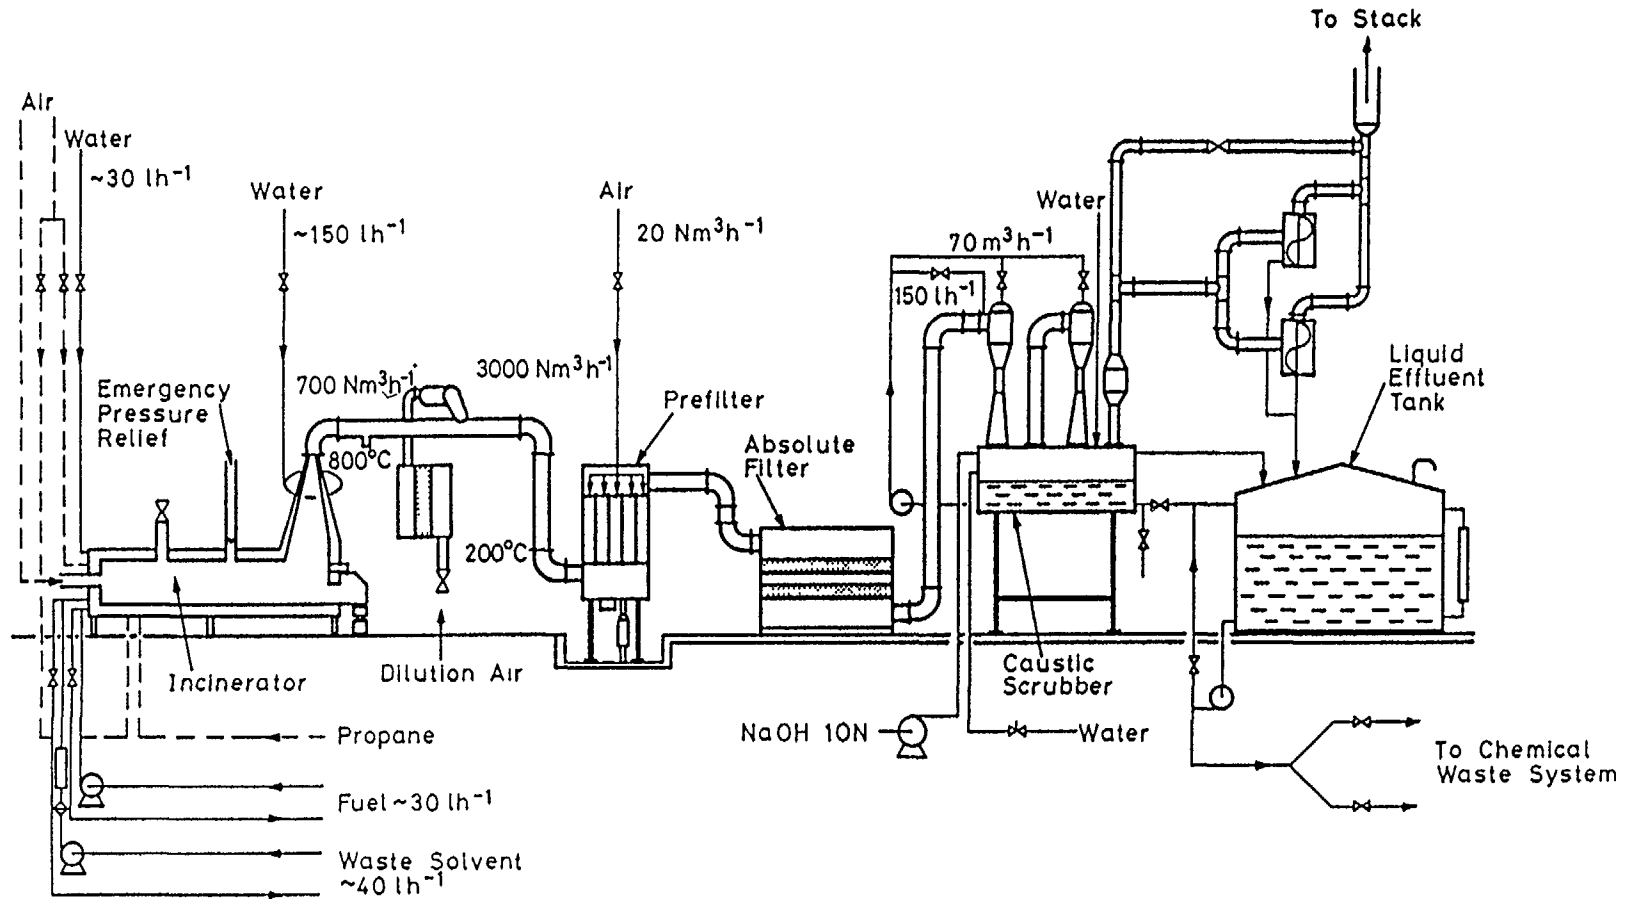 To Stack
Air
Water
~30 lh⁻¹
Water
~150 lh⁻¹
Air
20 Nm³h⁻¹
Water
70 m³h⁻¹
150 lh⁻¹
Emergency
Pressure
Relief
700 Nm³h⁻¹
3000 Nm³h⁻¹
Prefilter
Absolute
Filter
Liquid
Effluent
Tank
800°C
200°C
Incinerator
Dilution Air
Caustic
Scrubber
Propane
NaOH 10N
Water
To Chemical
Waste System
Fuel ~30 lh⁻¹
Waste Solvent
~40 lh⁻¹